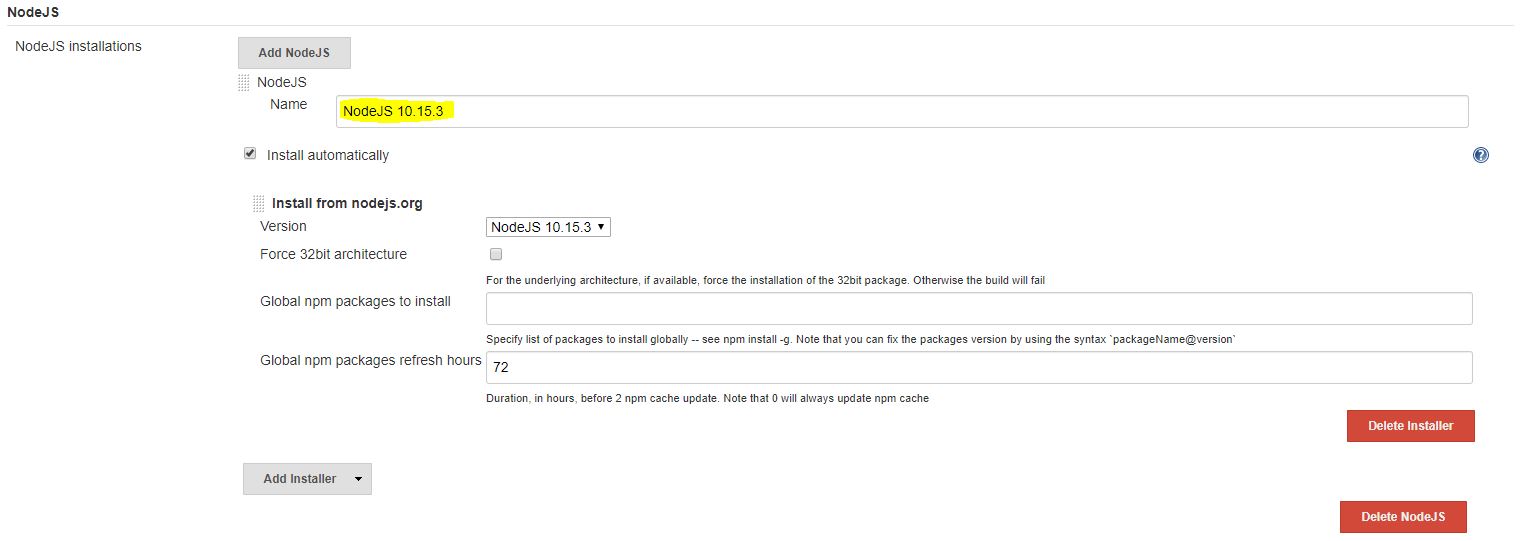 NodeJS
NodeJS installations
Add NodeJS
NodeJS
Name
NodeJS 10.15.3
Install automatically
?
Install from nodejs.org
Version
NodeJS 10.15.3
Force 32bit architecture
For the underlying architecture, if available, force the installation of the 32bit package. Otherwise the build will fail
Global npm packages to install
Specify list of packages to install globally -- see npm install -g. Note that you can fix the packages version by using the syntax `packageName@version`
Global npm packages refresh hours
72
Duration, in hours, before 2 npm cache update. Note that 0 will always update npm cache
Delete Installer
Add Installer
Delete NodeJS